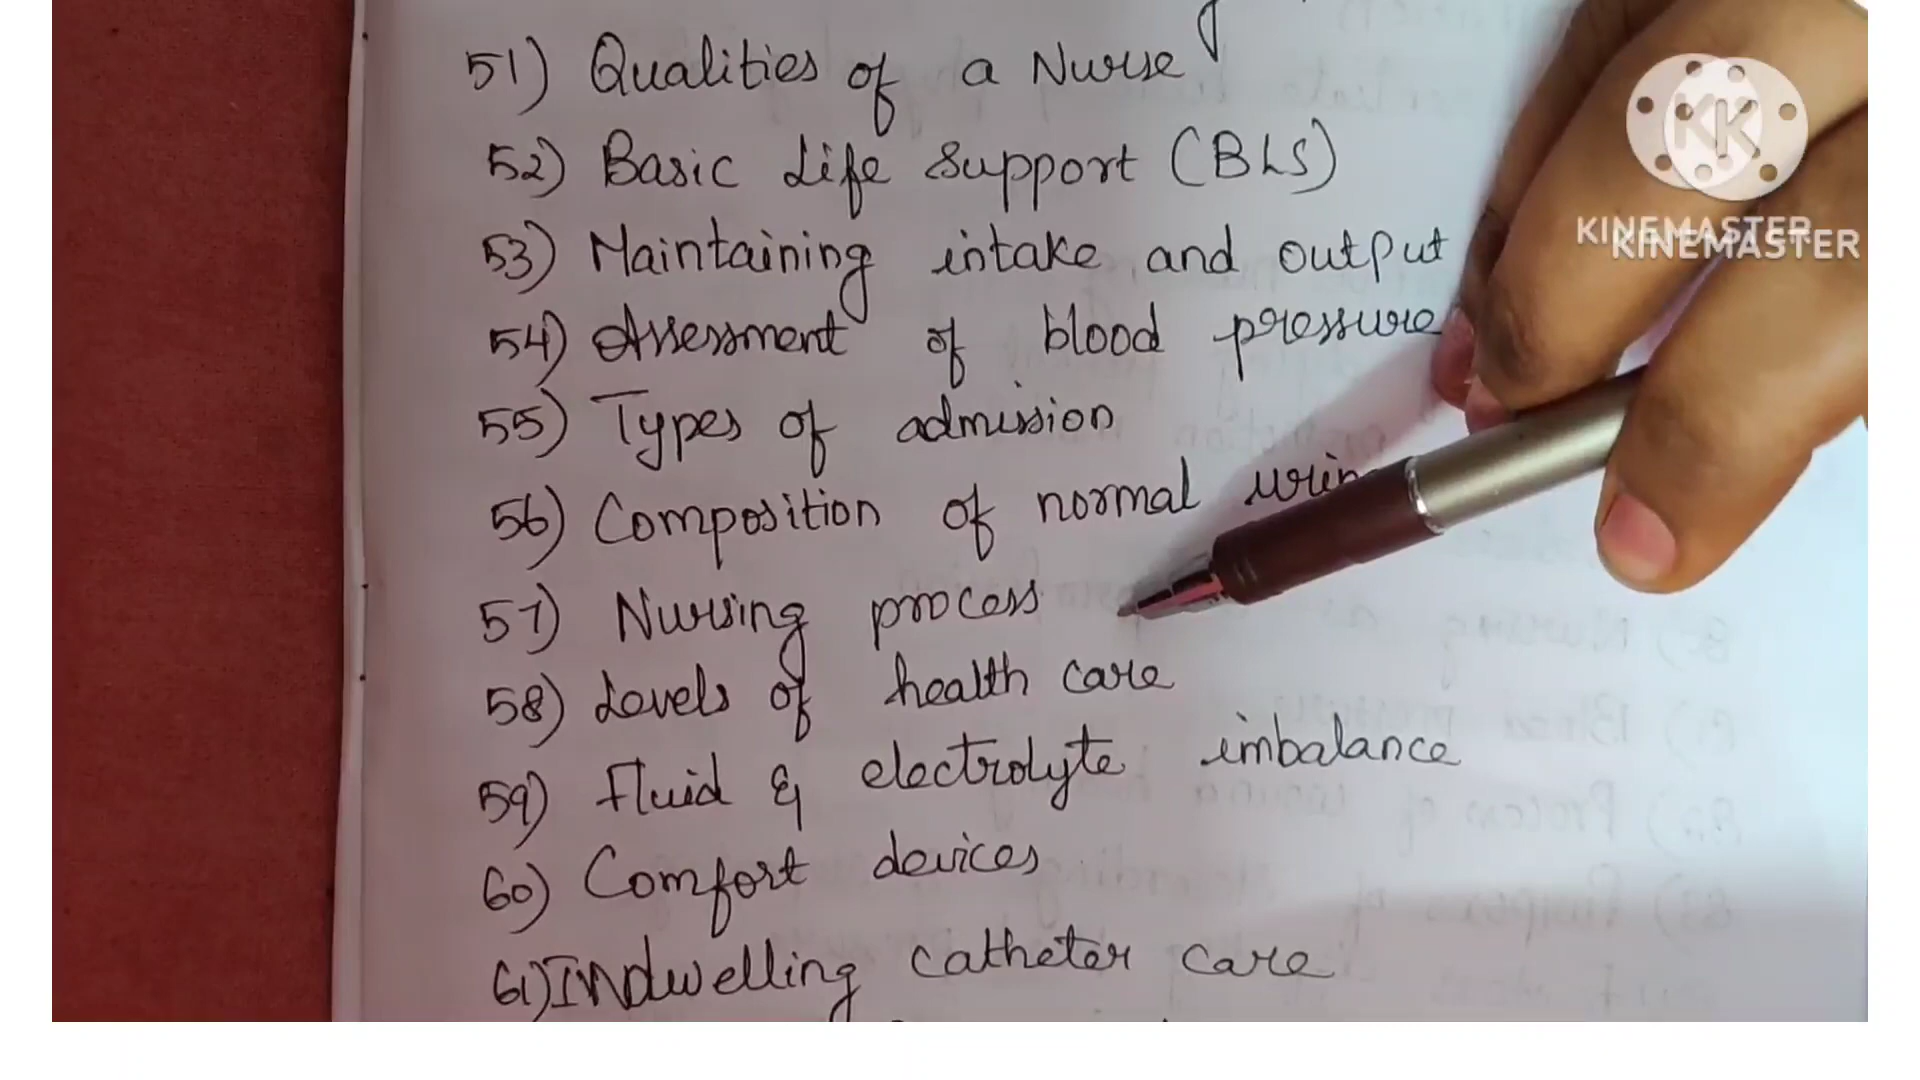 51) Qualities of a Nurse
52) Basic Life Support (BLS)
53) Maintaining intake and output
54) Assessment of blood pressure
55) Types of admission
56) Composition of normal urin
57) Nursing process
58) Levels of health care
59) Fluid & electrolyte imbalance
60) Comfort devices
61) Indwelling catheter care
KK
KINEMASTER
KINEMASTER